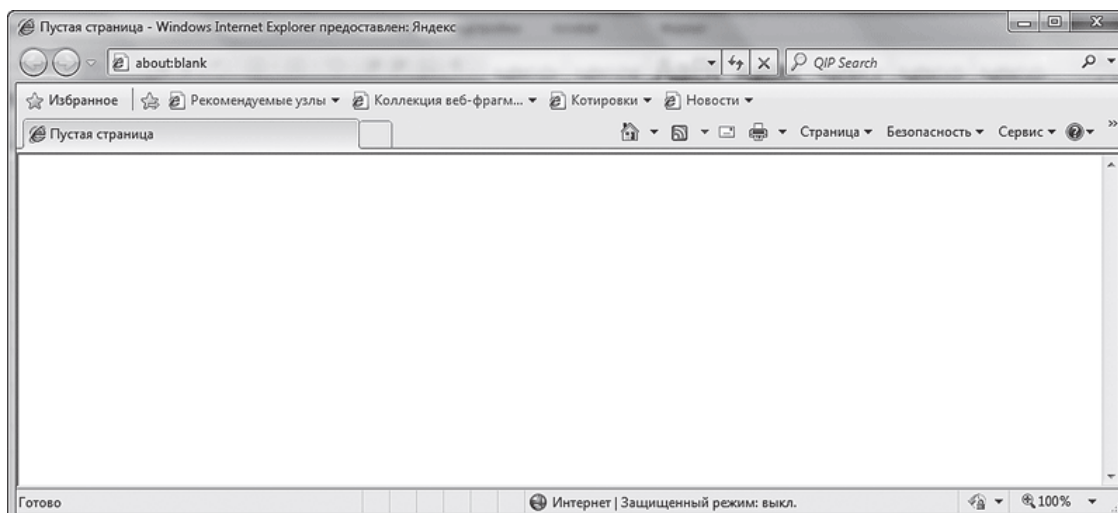 Пустая страница - Windows Internet Explorer предоставлен: Яндекс
about:blank
QIP Search
Избранное Рекомендуемые узлы Коллекция веб-фрагм... Котировки Новости
Пустая страница Страница Безопасность Сервис »
Готово Интернет | Защищенный режим: выкл. 100%